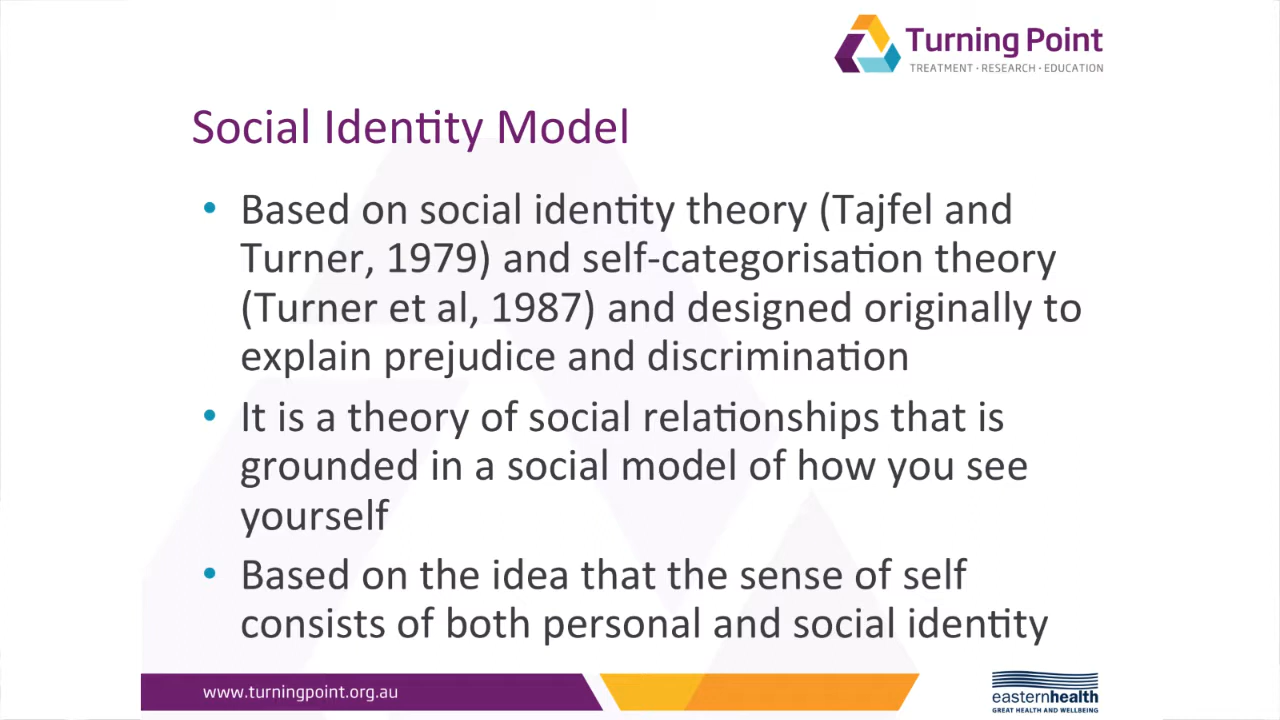 Turning Point
TREATMENT · RESEARCH · EDUCATION
Social Identity Model
• Based on social identity theory (Tajfel and
Turner, 1979) and self-categorisation theory
(Turner et al, 1987) and designed originally to
explain prejudice and discrimination
• It is a theory of social relationships that is
grounded in a social model of how you see
yourself
• Based on the idea that the sense of self
consists of both personal and social identity
www.turningpoint.org.au
easternhealth
GREAT HEALTH AND WELLBEING